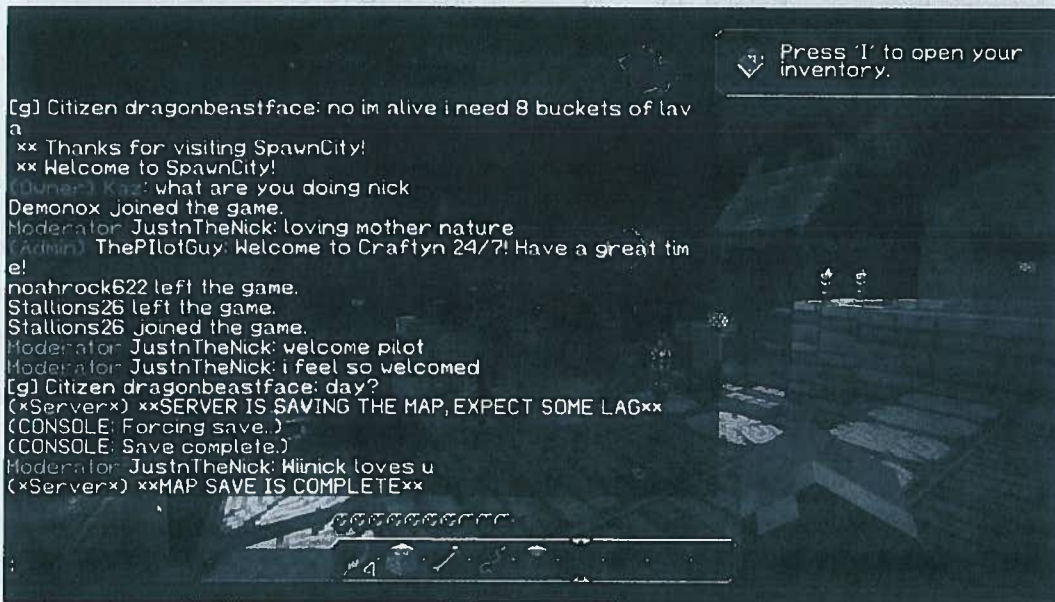 Press 'I' to open your
inventory.
[g] Citizen dragonbeastface: no im alive i need 8 buckets of lav
a
×× Thanks for visiting SpawnCity!
×× Welcome to SpawnCity!
(Owner) Kaz: what are you doing nick
Demonox joined the game.
Moderator JustnTheNick: loving mother nature
(Admin) ThePIlotGuy: Welcome to Craftyn 24/7! Have a great tim
e!
noahrock622 left the game.
Stallions26 left the game.
Stallions26 joined the game.
Moderator JustnTheNick: welcome pilot
Moderator JustnTheNick: i feel so welcomed
[g] Citizen dragonbeastface: day?
(×Server×) ××SERVER IS SAVING THE MAP, EXPECT SOME LAG××
(CONSOLE: Forcing save..)
(CONSOLE: Save complete.)
Moderator JustnTheNick: Wiinick loves u
(×Server×) ××MAP SAVE IS COMPLETE××
4